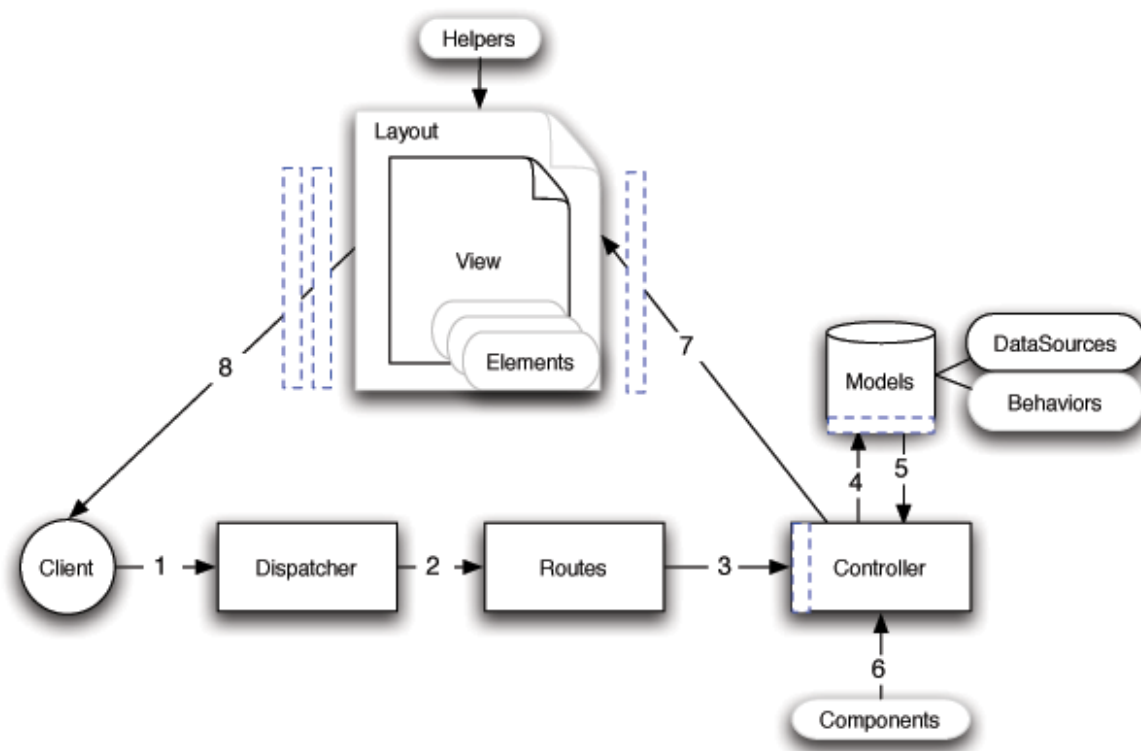 Helpers
Layout
View
Elements
8
7
Models
DataSources
Behaviors
4
5
Client
1
Dispatcher
2
Routes
3
Controller
6
Components